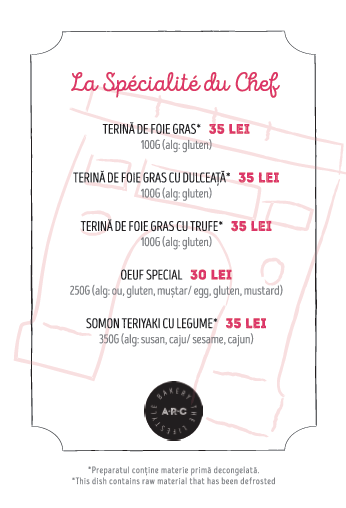 La Spécialité du Chef
TERINĂ DE FOIE GRAS* 35 LEI
100G (alg: gluten)
TERINĂ DE FOIE GRAS CU DULCEAȚĂ* 35 LEI
100G (alg: gluten)
TERINĂ DE FOIE GRAS CU TRUFE* 35 LEI
100G (alg: gluten)
OEUF SPECIAL 30 LEI
250G (alg: ou, gluten, muștar/ egg, gluten, mustard)
SOMON TERIYAKI CU LEGUME* 35 LEI
350G (alg: susan, caju/ sesame, cajun)
BAKERY THE LIFESTYLE
A·R·C
*Preparatul conține materie primă decongelată.
*This dish contains raw material that has been defrosted